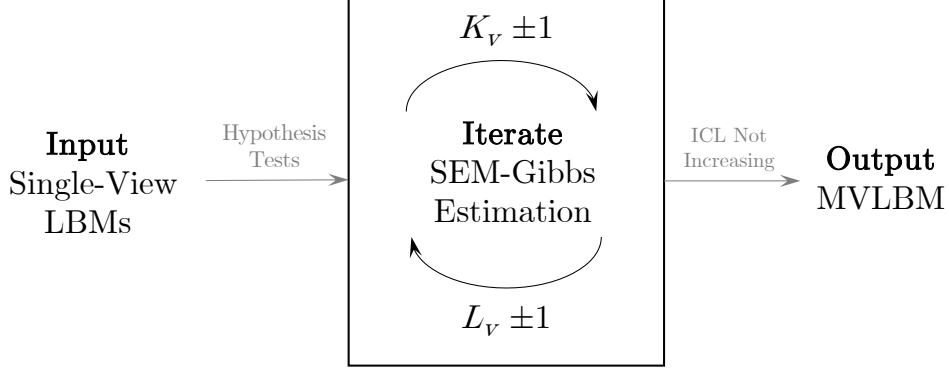 Input
Single-View
LBMs
Hypothesis
Tests
K_V ±1
Iterate
SEM-Gibbs
Estimation
L_V ±1
ICL Not
Increasing
Output
MVLBM